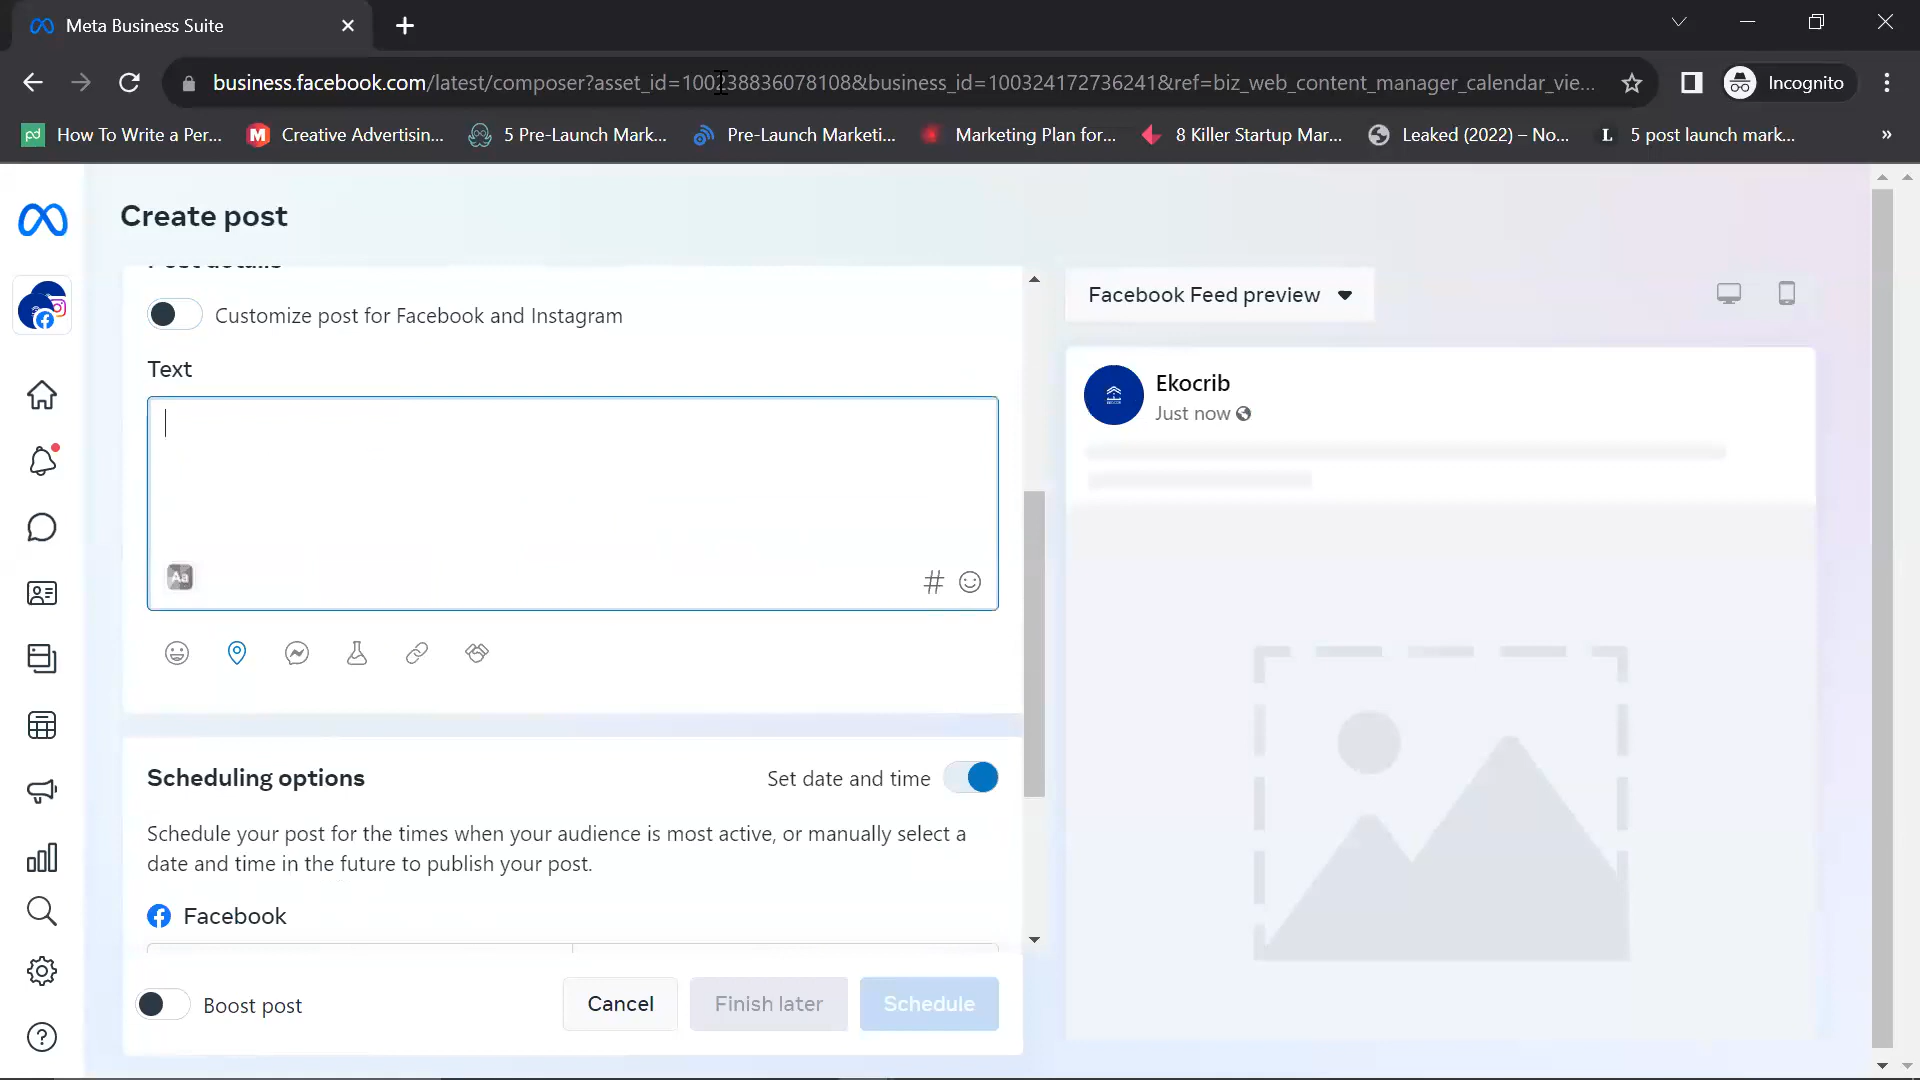 Meta Business Suite
business.facebook.com/latest/composer?asset_id=100238836078108&business_id=100324172736241&ref=biz_web_content_manager_calendar_vie...
Incognito
How To Write a Per...
Creative Advertisin...
5 Pre-Launch Mark...
Pre-Launch Marketi...
Marketing Plan for...
8 Killer Startup Mar...
Leaked (2022) – No...
L 5 post launch mark...
»
Create post
Post details
Customize post for Facebook and Instagram
Text
Aa
#
Facebook Feed preview
Ekocrib
Just now
Scheduling options
Set date and time
Schedule your post for the times when your audience is most active, or manually select a
date and time in the future to publish your post.
Facebook
Boost post
Cancel
Finish later
Schedule